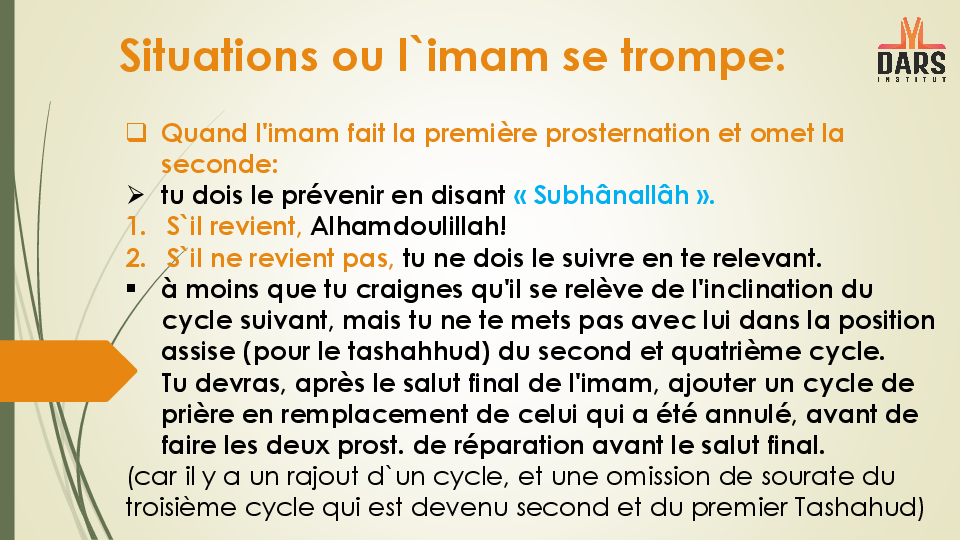 Situations ou l`imam se trompe:
DARS
INSTITUT
Quand l'imam fait la première prosternation et omet la
seconde:
tu dois le prévenir en disant « Subhânallâh ».
1. S`il revient, Alhamdoulillah!
2. S`il ne revient pas, tu ne dois le suivre en te relevant.
à moins que tu craignes qu'il se relève de l'inclination du
cycle suivant, mais tu ne te mets pas avec lui dans la position
assise (pour le tashahhud) du second et quatrième cycle.
Tu devras, après le salut final de l'imam, ajouter un cycle de
prière en remplacement de celui qui a été annulé, avant de
faire les deux prost. de réparation avant le salut final.
(car il y a un rajout d`un cycle, et une omission de sourate du
troisième cycle qui est devenu second et du premier Tashahud)